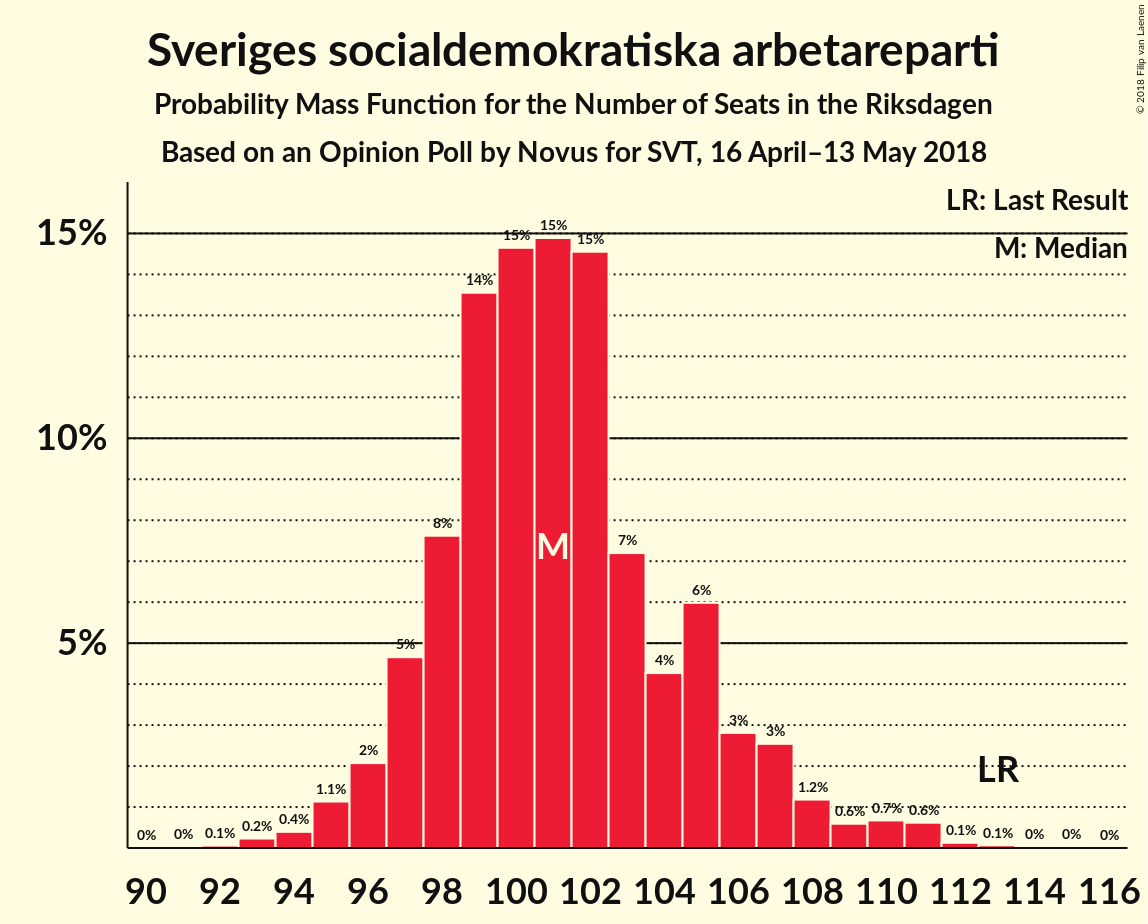 Sveriges socialdemokratiska arbetareparti
Probability Mass Function for the Number of Seats in the Riksdagen
Based on an Opinion Poll by Novus for SVT, 16 April–13 May 2018
© 2018 Filip van Laenen
LR: Last Result
M: Median
15%
10%
5%
0% 0% 0.1% 0.2% 0.4% 1.1% 2% 5% 8% 14% 15% 15% 15% 7% 4% 6% 3% 3% 1.2% 0.6% 0.7% 0.6% 0.1% 0.1% 0% 0% 0%
M
LR
90 92 94 96 98 100 102 104 106 108 110 112 114 116